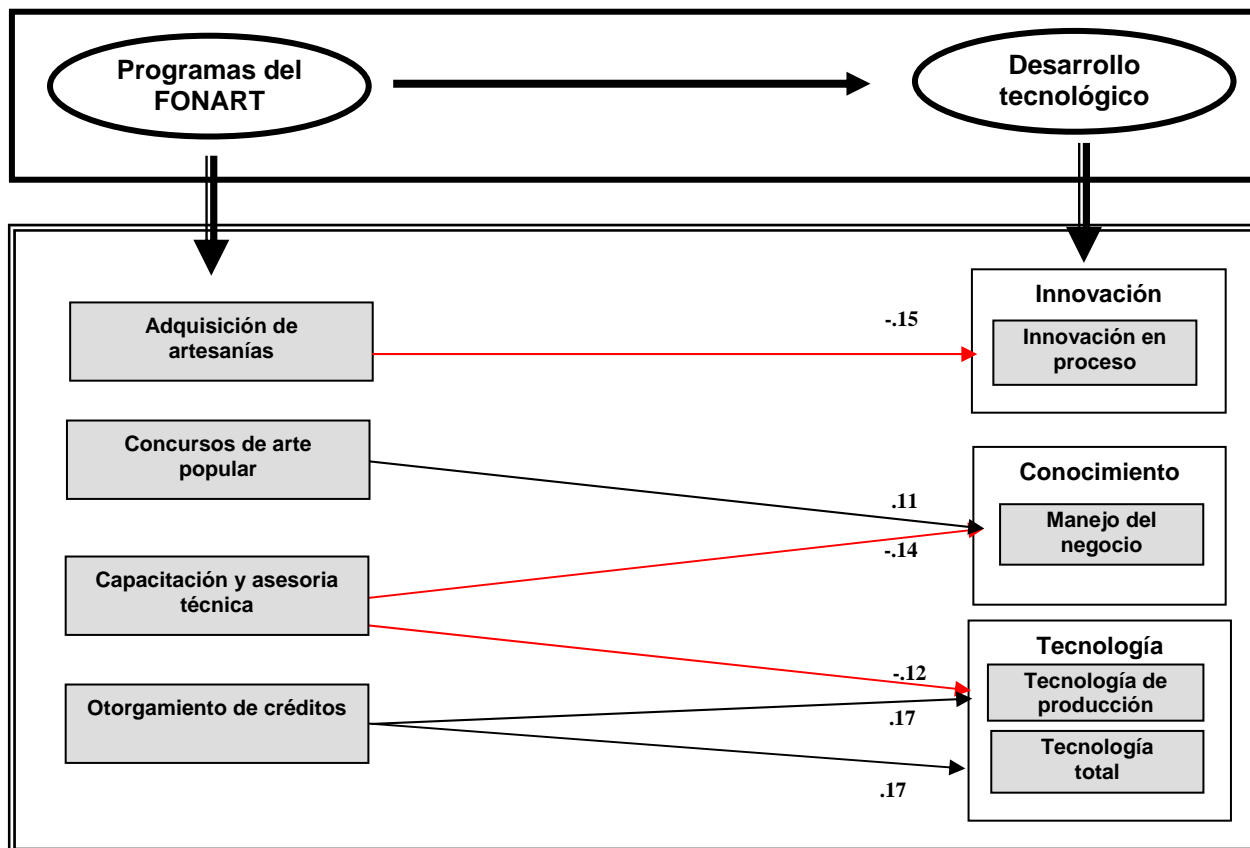 Programas del
FONART
Desarrollo
tecnológico
Adquisición de
artesanías
-.15
Innovación
Innovación en
proceso
Concursos de arte
popular
.11
Conocimiento
Manejo del
negocio
-.14
Capacitación y asesoria
técnica
-.12
Tecnología
Tecnología de
producción
Otorgamiento de créditos
.17
Tecnología
total
.17